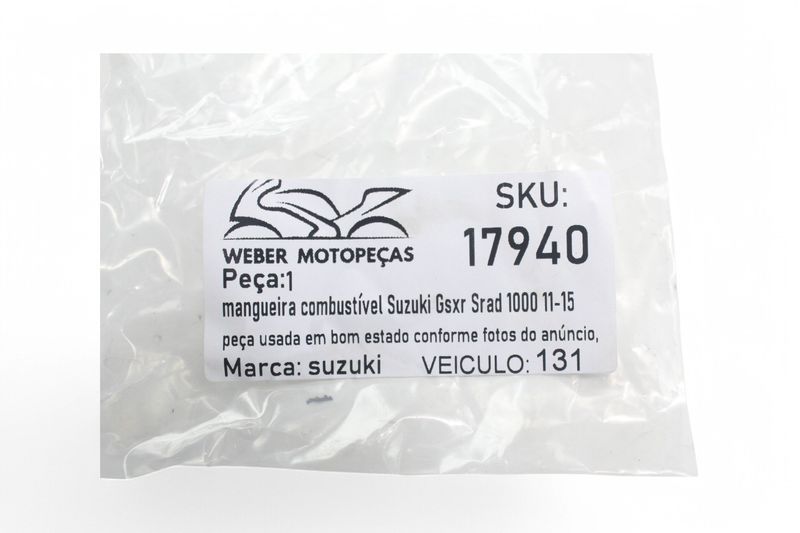 SKU:
17940
WEBER MOTOPEÇAS
Peça:1
mangueira combustível Suzuki Gsxr Srad 1000 11-15
peça usada em bom estado conforme fotos do anúncio,
Marca: suzuki VEICULO: 131